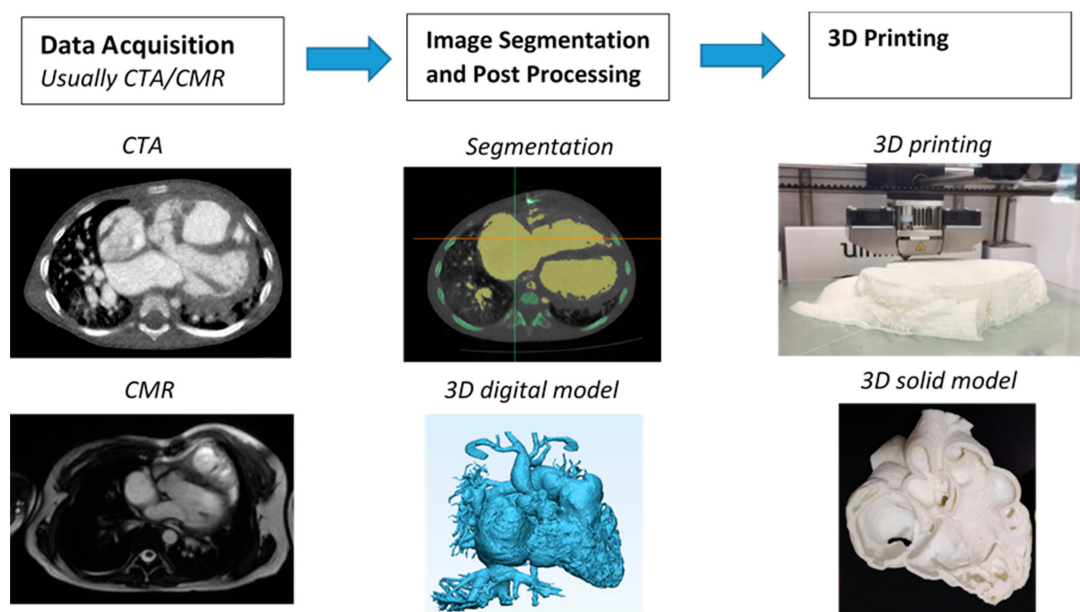 Data Acquisition
Usually CTA/CMR
Image Segmentation
and Post Processing
3D Printing
CTA
Segmentation
3D printing
CMR
3D digital model
3D solid model